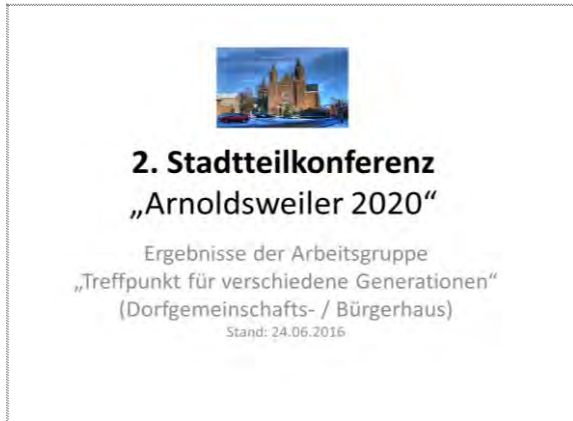 2. Stadtteilkonferenz
„Arnoldsweiler 2020“
Ergebnisse der Arbeitsgruppe
„Treffpunkt für verschiedene Generationen“
(Dorfgemeinschafts- / Bürgerhaus)
Stand: 24.06.2016